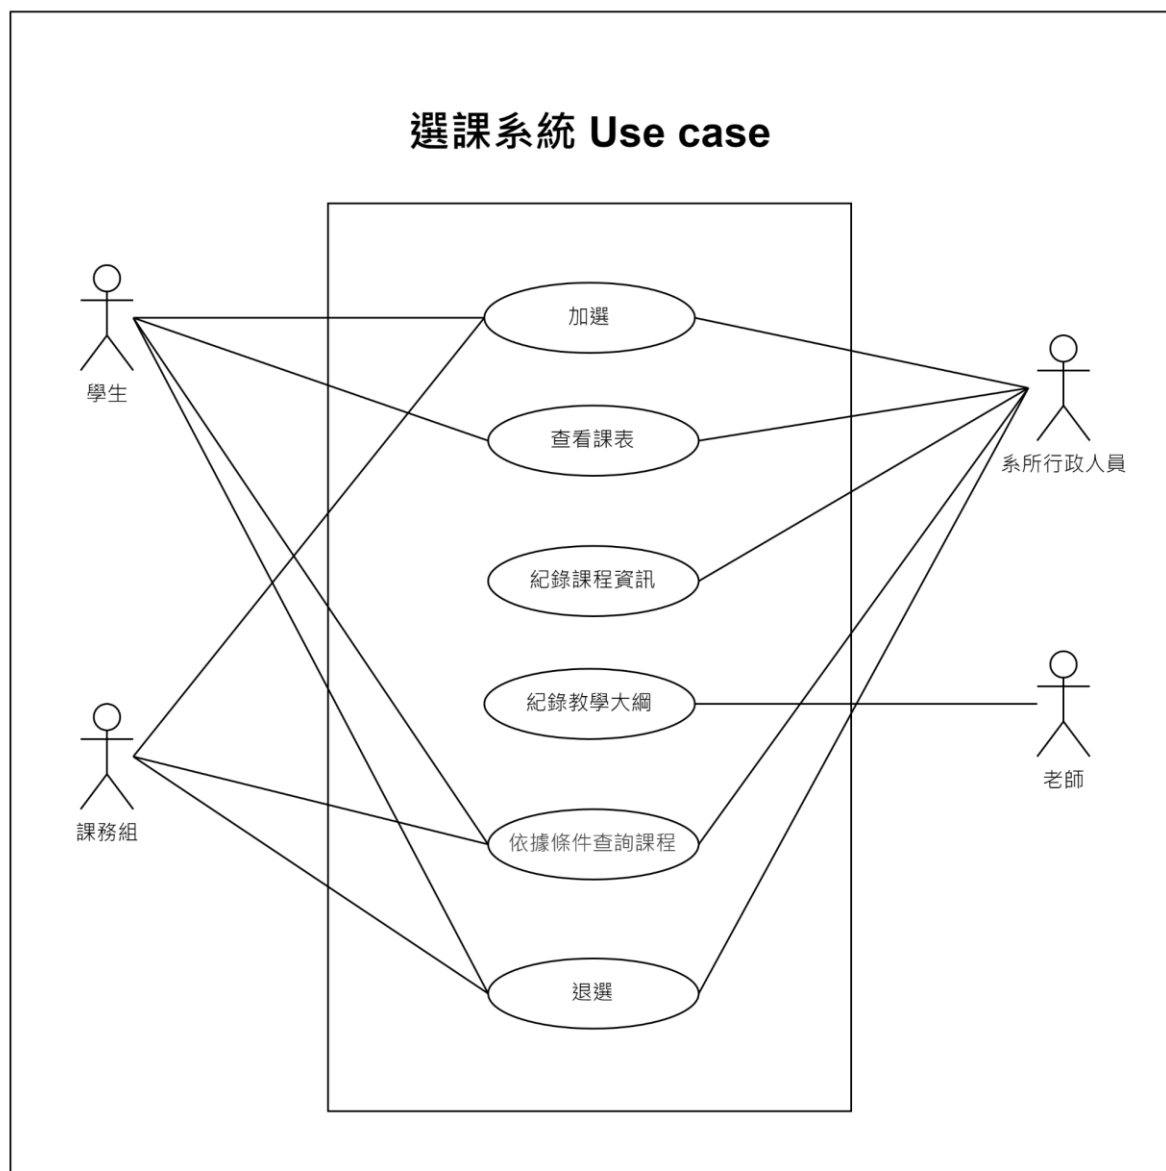 選課系統 Use case
加選
學生
查看課表
系所行政人員
紀錄課程資訊
紀錄教學大綱
老師
課務組
依據條件查詢課程
退選